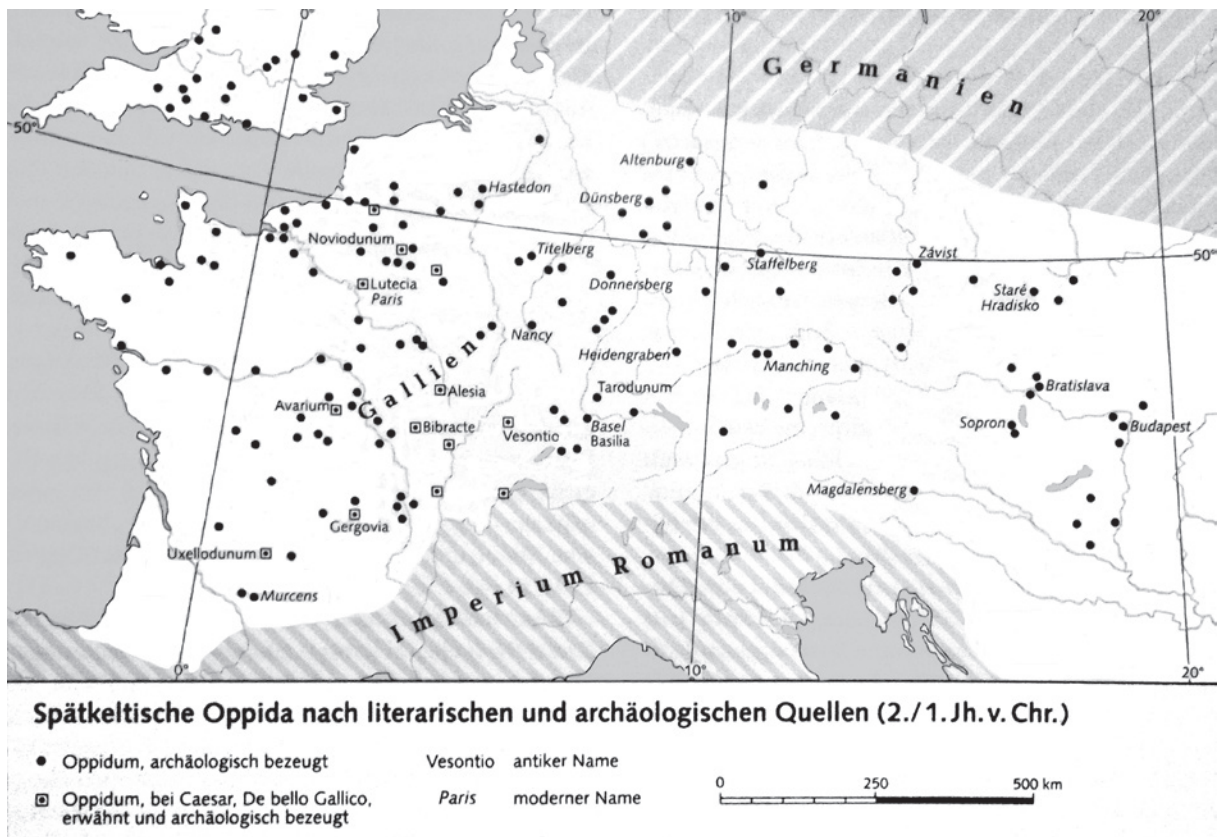 0°
10°
20°
Germanien
50°
Altenburg
Hastedon
Dünsberg
Noviodunum
Titelberg
Závist
50°
Staffelberg
Lutecia
Paris
Donnersberg
Staré
Hradisko
Nancy
Heidengraben
Manching
Gallien
Alesia
Tarodunum
Bratislava
Avarium
Bibracte
Vesontio
Basel
Basilia
Sopron
Budapest
Magdalensberg
Gergovia
Uxellodunum
Imperium Romanum
Murcens
0°
10°
20°
Spätkeltische Oppida nach literarischen und archäologischen Quellen (2./1. Jh. v. Chr.)
Oppidum, archäologisch bezeugt
Vesontio antiker Name
Oppidum, bei Caesar, De bello Gallico,
erwähnt und archäologisch bezeugt
Paris moderner Name
0 250 500 km